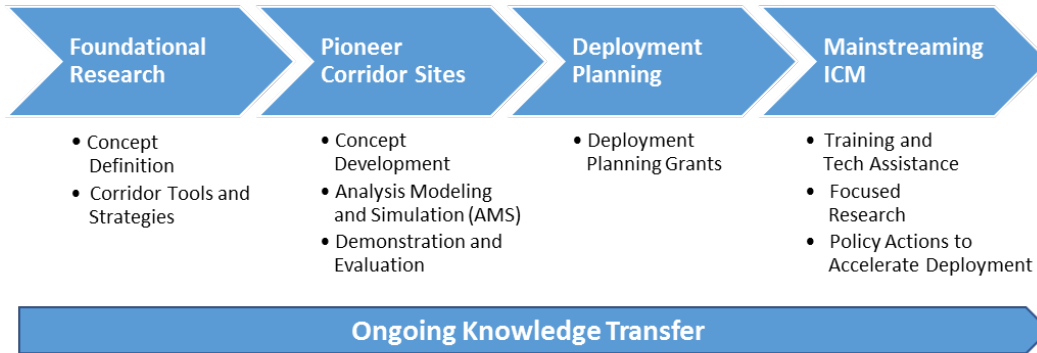 Foundational
Research
Pioneer
Corridor Sites
Deployment
Planning
Mainstreaming
ICM
• Concept
Definition
• Corridor Tools and
Strategies
• Concept
Development
• Analysis Modeling
and Simulation (AMS)
• Demonstration and
Evaluation
• Deployment
Planning Grants
• Training and
Tech Assistance
• Focused
Research
• Policy Actions to
Accelerate Deployment
Ongoing Knowledge Transfer